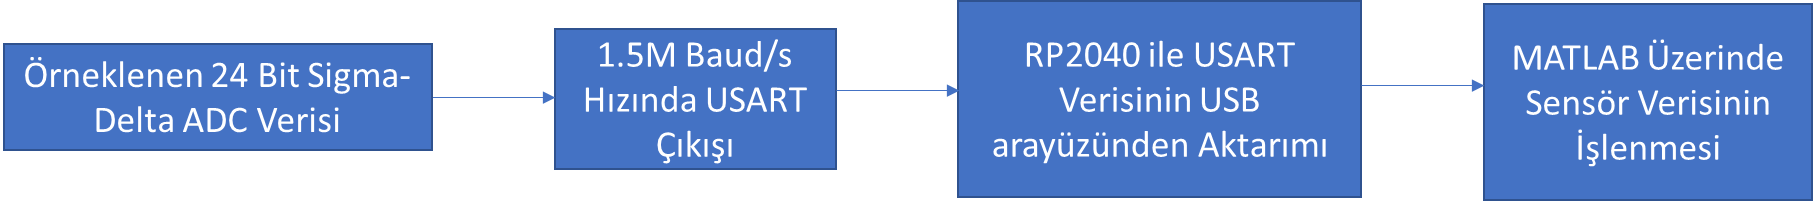 Örneklenen 24 Bit Sigma-
Delta ADC Verisi
1.5M Baud/s
Hızında USART
Çıkışı
RP2040 ile USART
Verisinin USB
arayüzünden Aktarımı
MATLAB Üzerinde
Sensör Verisinin
İşlenmesi